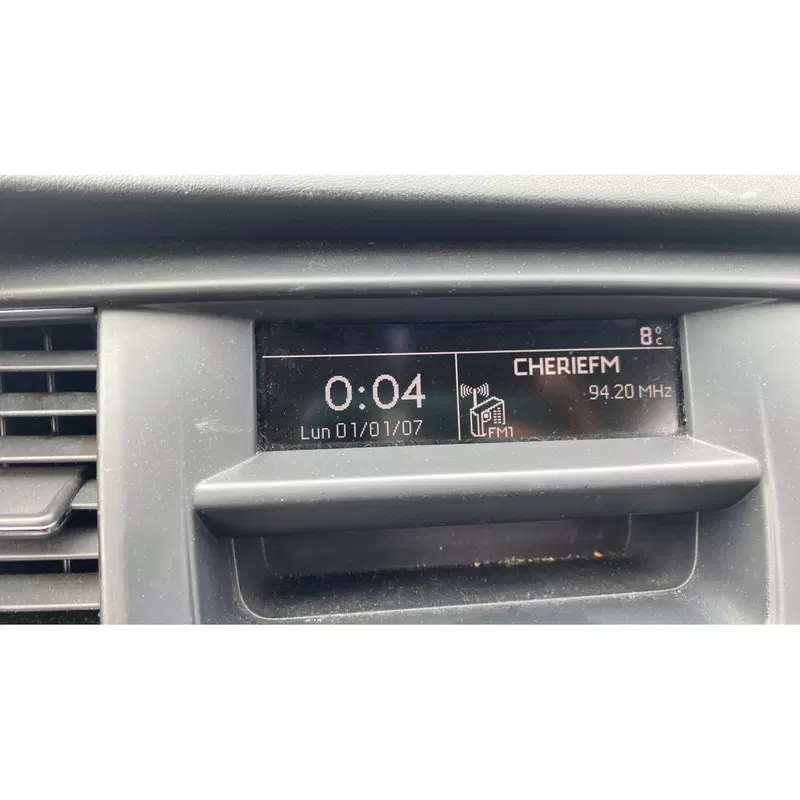 8°C
0:04
Lun 01/01/07
CHERIEFM
94.20 MHz
FM1